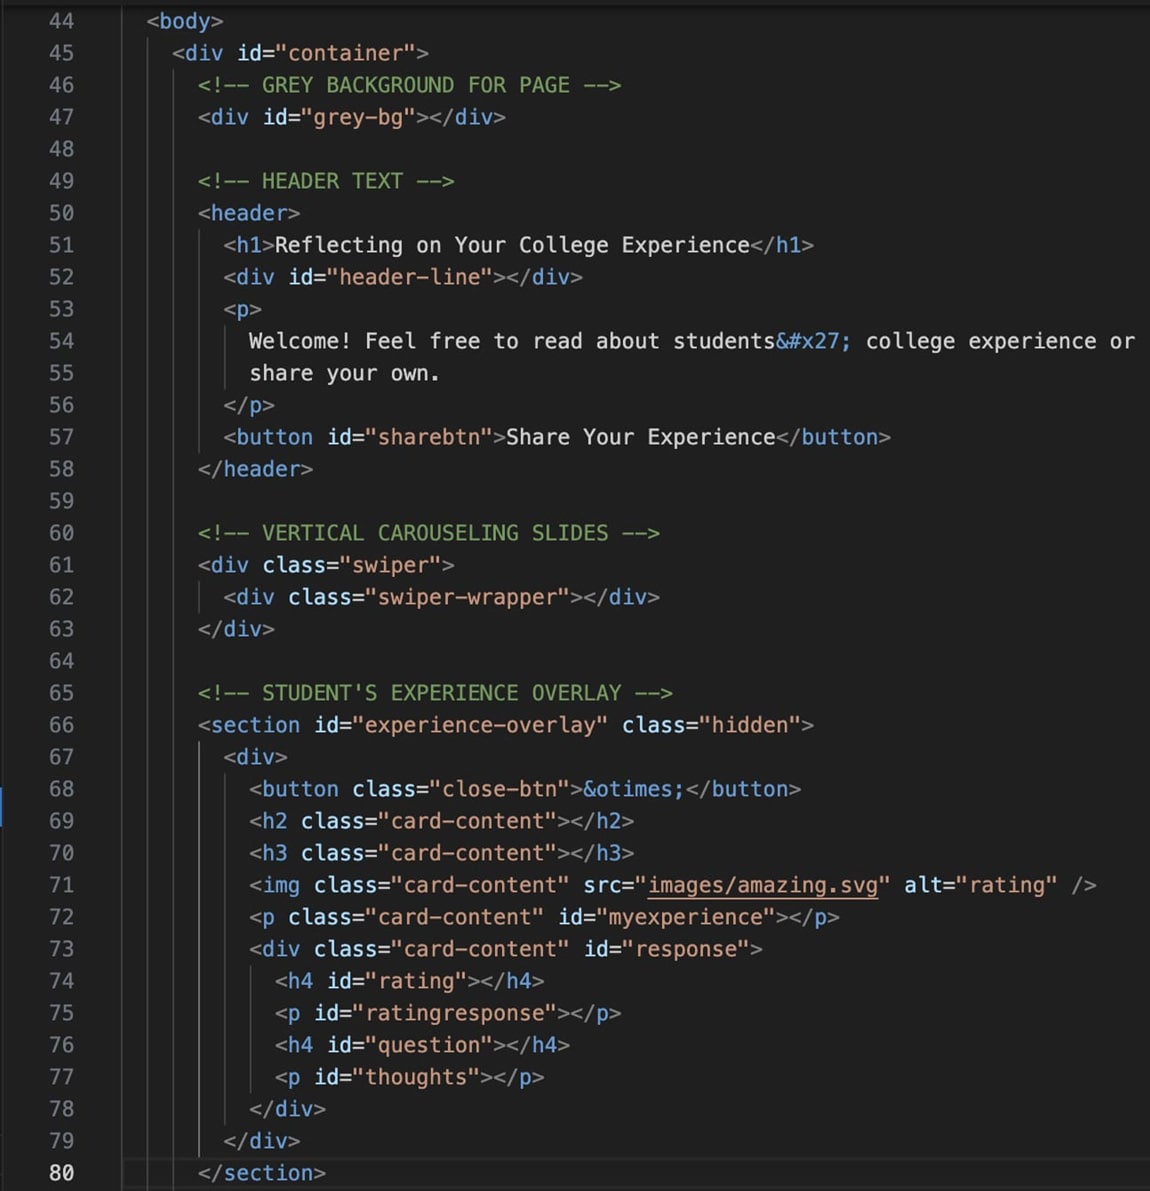 44 <body>
45 <div id="container">
46 <!-- GREY BACKGROUND FOR PAGE -->
47 <div id="grey-bg"></div>
48
49 <!-- HEADER TEXT -->
50 <header>
51 <h1>Reflecting on Your College Experience</h1>
52 <div id="header-line"></div>
53 <p>
54 Welcome! Feel free to read about students&#x27; college experience or
55 share your own.
56 </p>
57 <button id="sharebtn">Share Your Experience</button>
58 </header>
59
60 <!-- VERTICAL CAROUSELING SLIDES -->
61 <div class="swiper">
62 <div class="swiper-wrapper"></div>
63 </div>
64
65 <!-- STUDENT'S EXPERIENCE OVERLAY -->
66 <section id="experience-overlay" class="hidden">
67 <div>
68 <button class="close-btn">&otimes;</button>
69 <h2 class="card-content"></h2>
70 <h3 class="card-content"></h3>
71 <img class="card-content" src="images/amazing.svg" alt="rating" />
72 <p class="card-content" id="myexperience"></p>
73 <div class="card-content" id="response">
74 <h4 id="rating"></h4>
75 <p id="ratingresponse"></p>
76 <h4 id="question"></h4>
77 <p id="thoughts"></p>
78 </div>
79 </div>
80 </section>